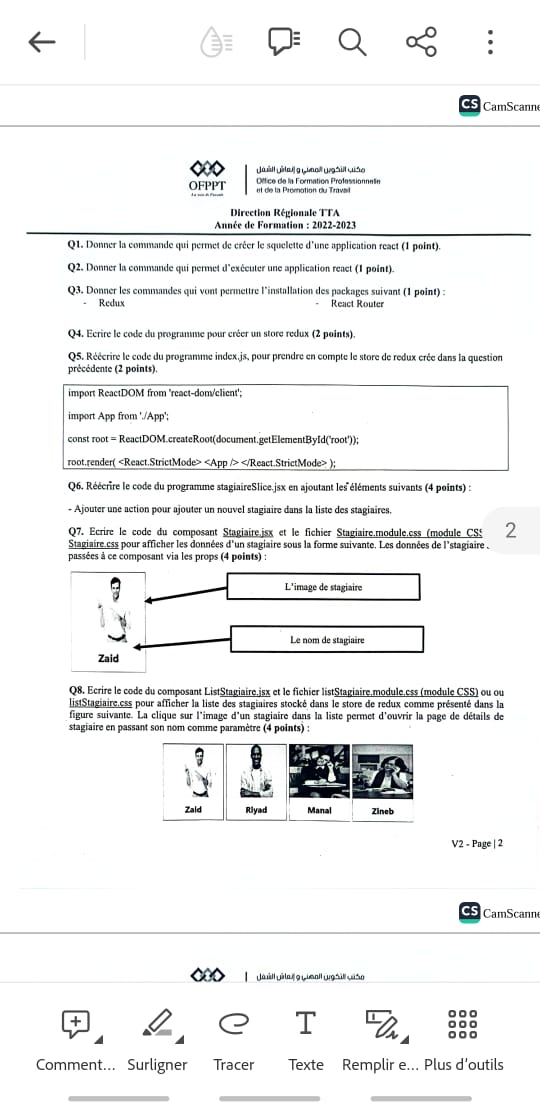 CS CamScanne
OFPPT
مكتب التكوين المهني وإنعاش الشغل
Office de la Formation Professionnelle
et de la Promotion du Travail
Direction Régionale TTA
Année de Formation : 2022-2023
Q1. Donner la commande qui permet de créer le squelette d'une application react (1 point).
Q2. Donner la commande qui permet d'exécuter une application react (1 point).
Q3. Donner les commandes qui vont permettre l'installation des packages suivant (1 point) :
- Redux - React Router
Q4. Ecrire le code du programme pour créer un store redux (2 points).
Q5. Réécrire le code du programme index.js, pour prendre en compte le store de redux crée dans la question
précédente (2 points).
import ReactDOM from 'react-dom/client';
import App from './App';
const root = ReactDOM.createRoot(document.getElementById('root'));
root.render( <React.StrictMode> <App /> </React.StrictMode> );
Q6. Réécrire le code du programme stagiaireSlice.jsx en ajoutant les éléments suivants (4 points) :
- Ajouter une action pour ajouter un nouvel stagiaire dans la liste des stagiaires.
Q7. Ecrire le code du composant Stagiaire.jsx et le fichier Stagiaire.module.css (module CSS
2
Stagiaire.css pour afficher les données d'un stagiaire sous la forme suivante. Les données de l'stagiaire
passées à ce composant via les props (4 points) :
L'image de stagiaire
Le nom de stagiaire
Zaid
Q8. Ecrire le code du composant ListStagiaire.jsx et le fichier listStagiaire.module.css (module CSS) ou ou
listStagiaire.css pour afficher la liste des stagiaires stocké dans le store de redux comme présenté dans la
figure suivante. La clique sur l'image d'un stagiaire dans la liste permet d'ouvrir la page de détails de
stagiaire en passant son nom comme paramètre (4 points) :
Zaid Riyad Manal Zineb
V2 - Page | 2
CS CamScanne
مكتب التكوين المهني وإنعاش الشغل
Comment... Surligner Tracer Texte Remplir e... Plus d'outils